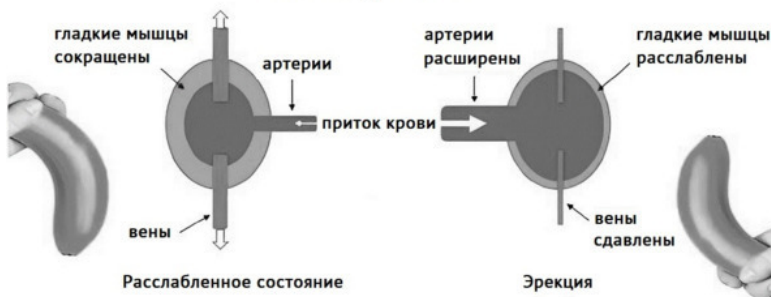 гладкие мышцы
сокращены
артерии
вены
Расслабленное состояние
приток крови
артерии
расширены
гладкие мышцы
расслаблены
вены
сдавлены
Эрекция